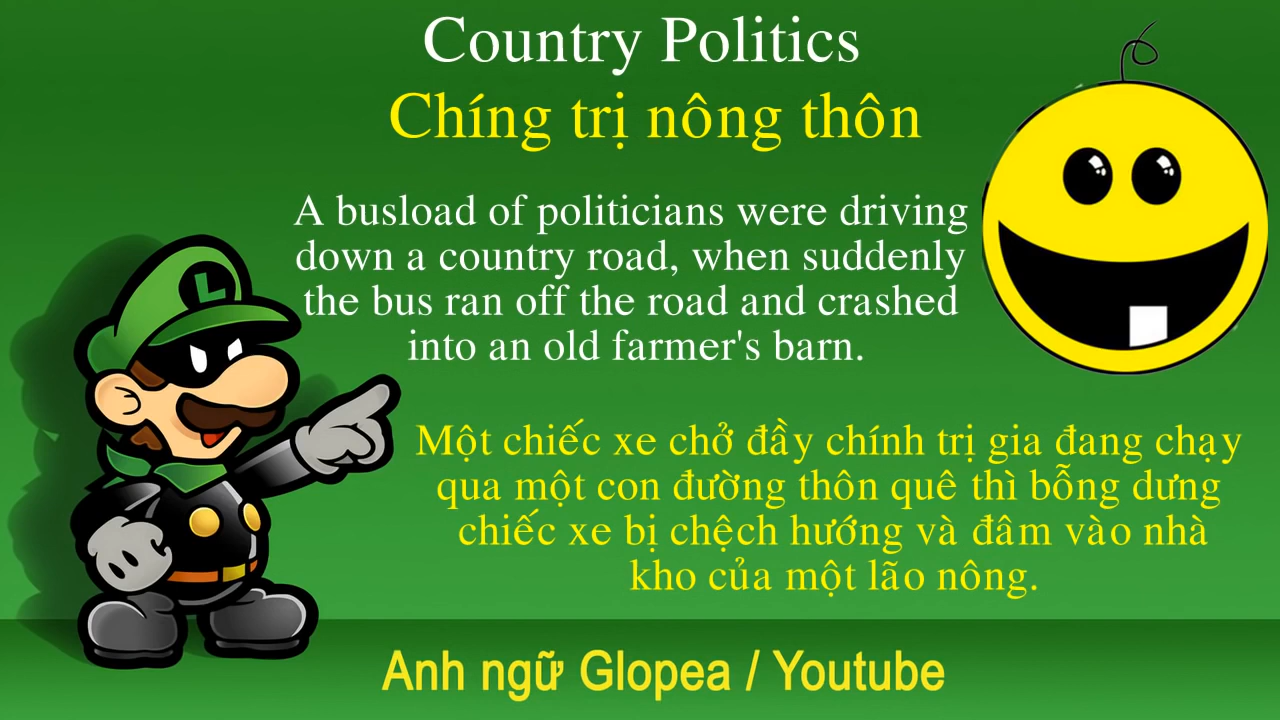 Country Politics
Chíng trị nông thôn
A busload of politicians were driving
down a country road, when suddenly
the bus ran off the road and crashed
into an old farmer's barn.
L
Một chiếc xe chở đầy chính trị gia đang chạy
qua một con đường thôn quê thì bỗng dưng
chiếc xe bị chệch hướng và đâm vào nhà
kho của một lão nông.
Anh ngữ Glopea / Youtube